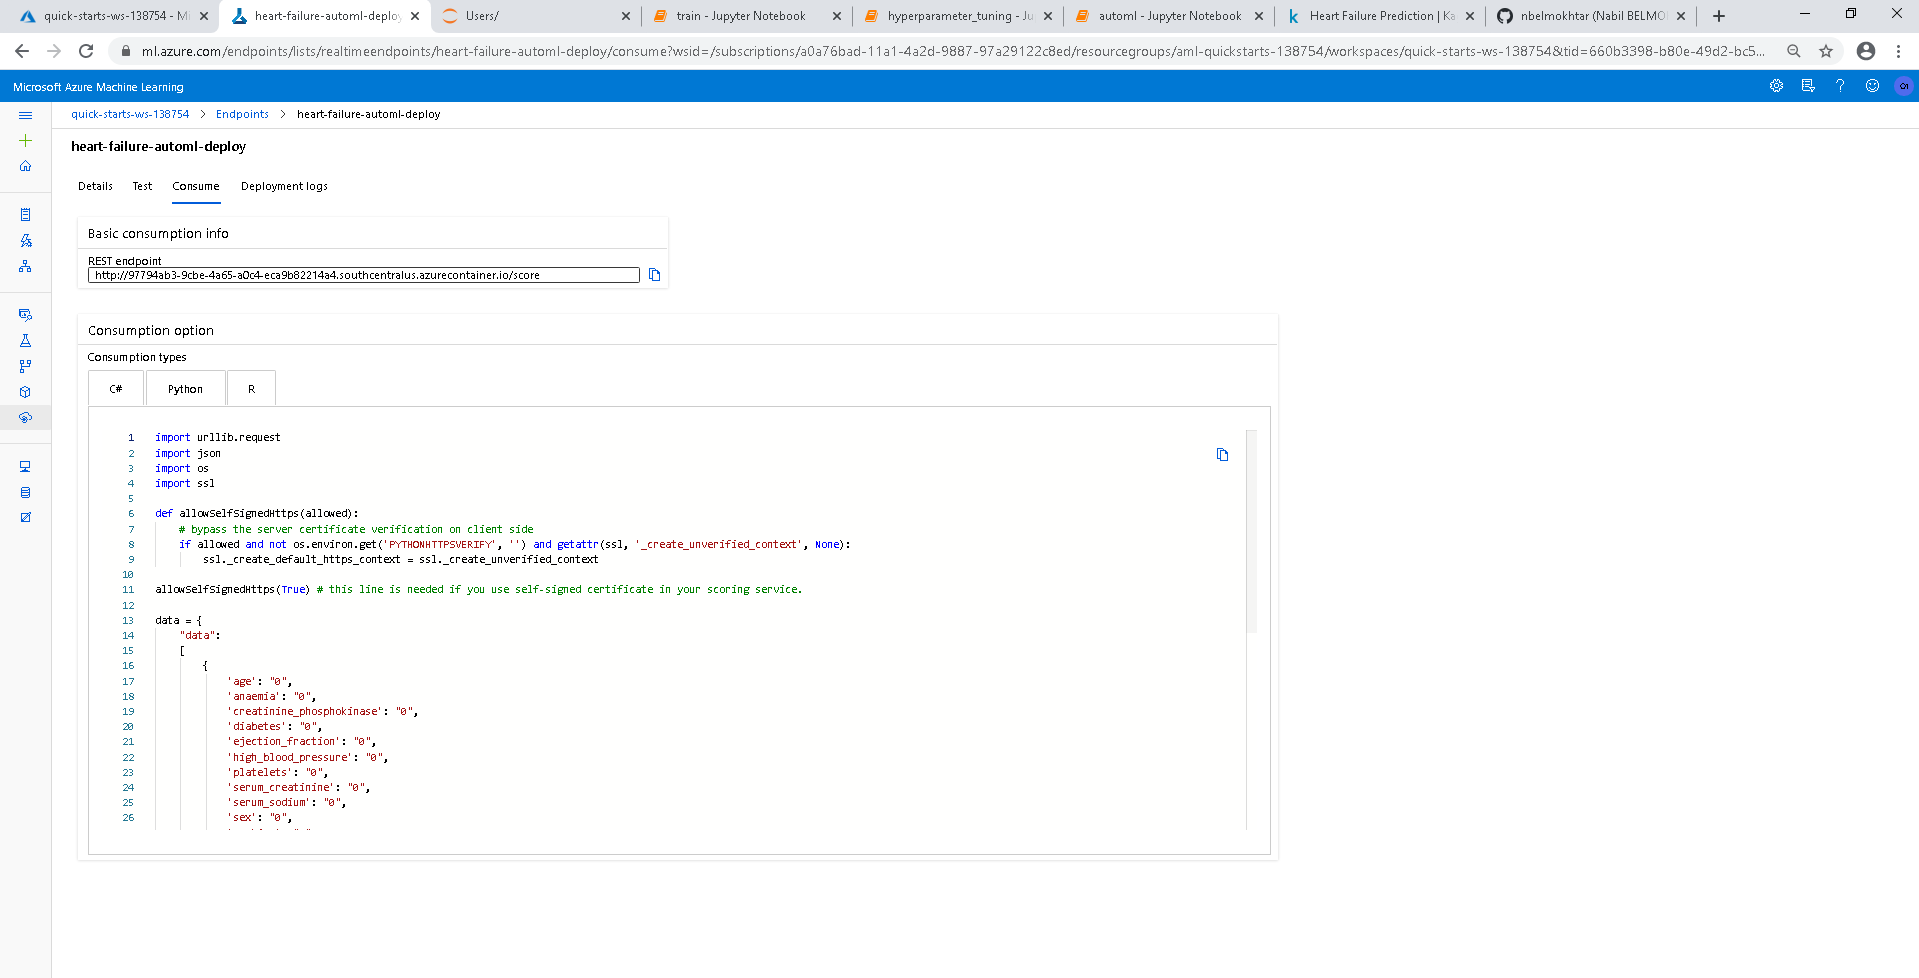 quick-starts-ws-138754 - Mi
heart-failure-automl-deploy
Users/
train - Jupyter Notebook
hyperparameter_tuning - Ju
automl - Jupyter Notebook
Heart Failure Prediction | Ka
nbelmokhtar (Nabil BELMO
ml.azure.com/endpoints/lists/realtimeendpoints/heart-failure-automl-deploy/consume?wsid=/subscriptions/a0a76bad-11a1-4a2d-9887-97a29122c8ed/resourcegroups/aml-quickstarts-138754/workspaces/quick-starts-ws-138754&tid=660b3398-b80e-49d2-bc5...
Microsoft Azure Machine Learning
quick-starts-ws-138754 > Endpoints > heart-failure-automl-deploy
heart-failure-automl-deploy
Details Test Consume Deployment logs
Basic consumption info
REST endpoint
http://97794ab3-9cbe-4a65-a0c4-eca9b82214a4.southcentralus.azurecontainer.io/score
Consumption option
Consumption types
C# Python R
1 import urllib.request
2 import json
3 import os
4 import ssl
5
6 def allowSelfSignedHttps(allowed):
7 # bypass the server certificate verification on client side
8 if allowed and not os.environ.get('PYTHONHTTPSVERIFY', '') and getattr(ssl, '_create_unverified_context', None):
9 ssl._create_default_https_context = ssl._create_unverified_context
10
11 allowSelfSignedHttps(True) # this line is needed if you use self-signed certificate in your scoring service.
12
13 data = {
14 "data":
15 [
16 {
17 'age': "0",
18 'anaemia': "0",
19 'creatinine_phosphokinase': "0",
20 'diabetes': "0",
21 'ejection_fraction': "0",
22 'high_blood_pressure': "0",
23 'platelets': "0",
24 'serum_creatinine': "0",
25 'serum_sodium': "0",
26 'sex': "0",